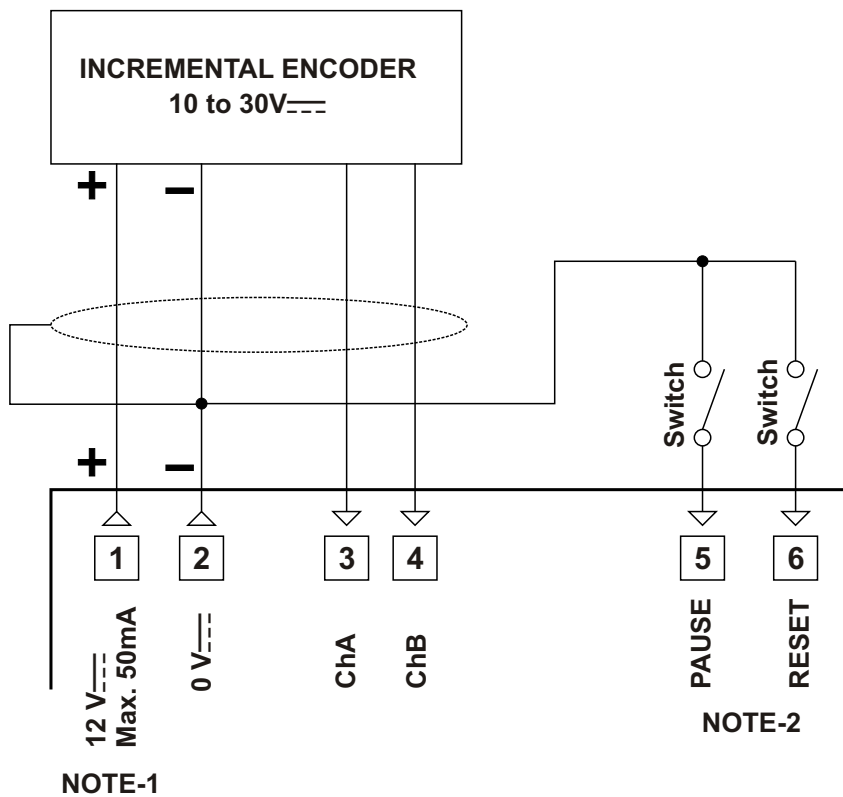 INCREMENTAL ENCODER
10 to 30V⎓
+
−
Switch
Switch
+
−
1
2
3
4
5
6
12 V⎓
Max. 50mA
0 V⎓
ChA
ChB
PAUSE
RESET
NOTE-2
NOTE-1